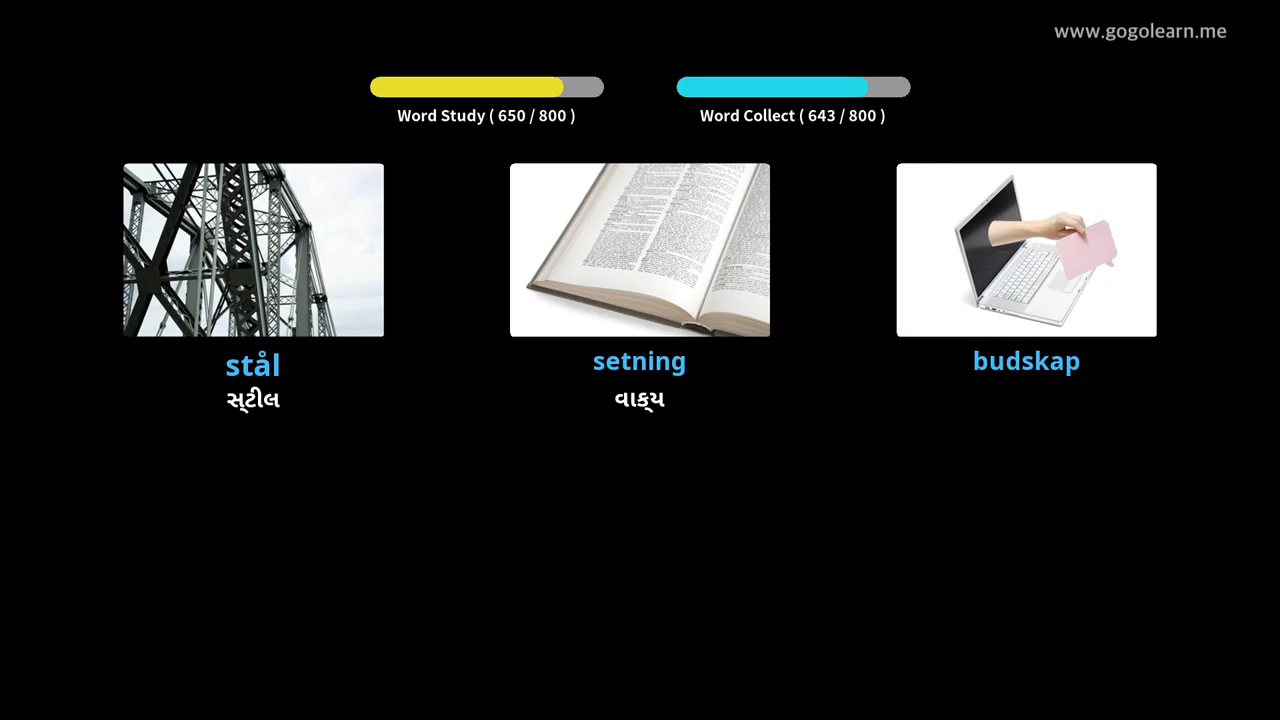 www.gogolearn.me
Word Study ( 650 / 800 )
Word Collect ( 643 / 800 )
stål
setning
budskap
સ્ટીલ
વાક્ય